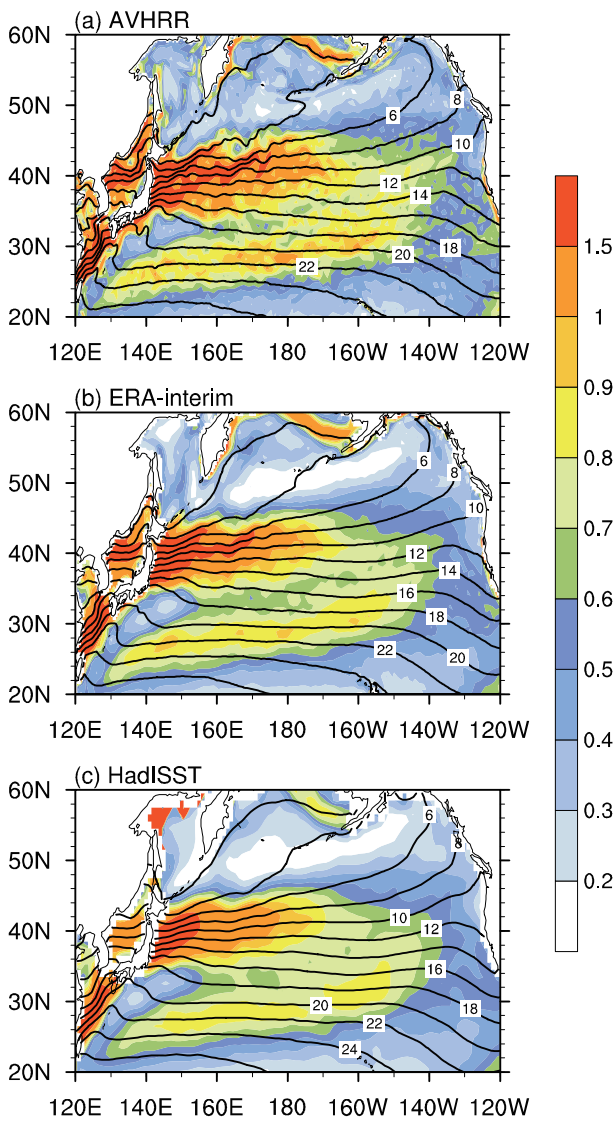 (a) AVHRR
60N
50N
40N
30N
20N
6
8
10
12
14
18
20
22
120E 140E 160E 180 160W 140W 120W
(b) ERA-interim
60N
50N
40N
30N
20N
6
8
10
12
14
16
18
20
22
120E 140E 160E 180 160W 140W 120W
(c) HadISST
60N
50N
40N
30N
20N
6
8
10
12
16
18
20
22
24
120E 140E 160E 180 160W 140W 120W
1.5
1
0.9
0.8
0.7
0.6
0.5
0.4
0.3
0.2